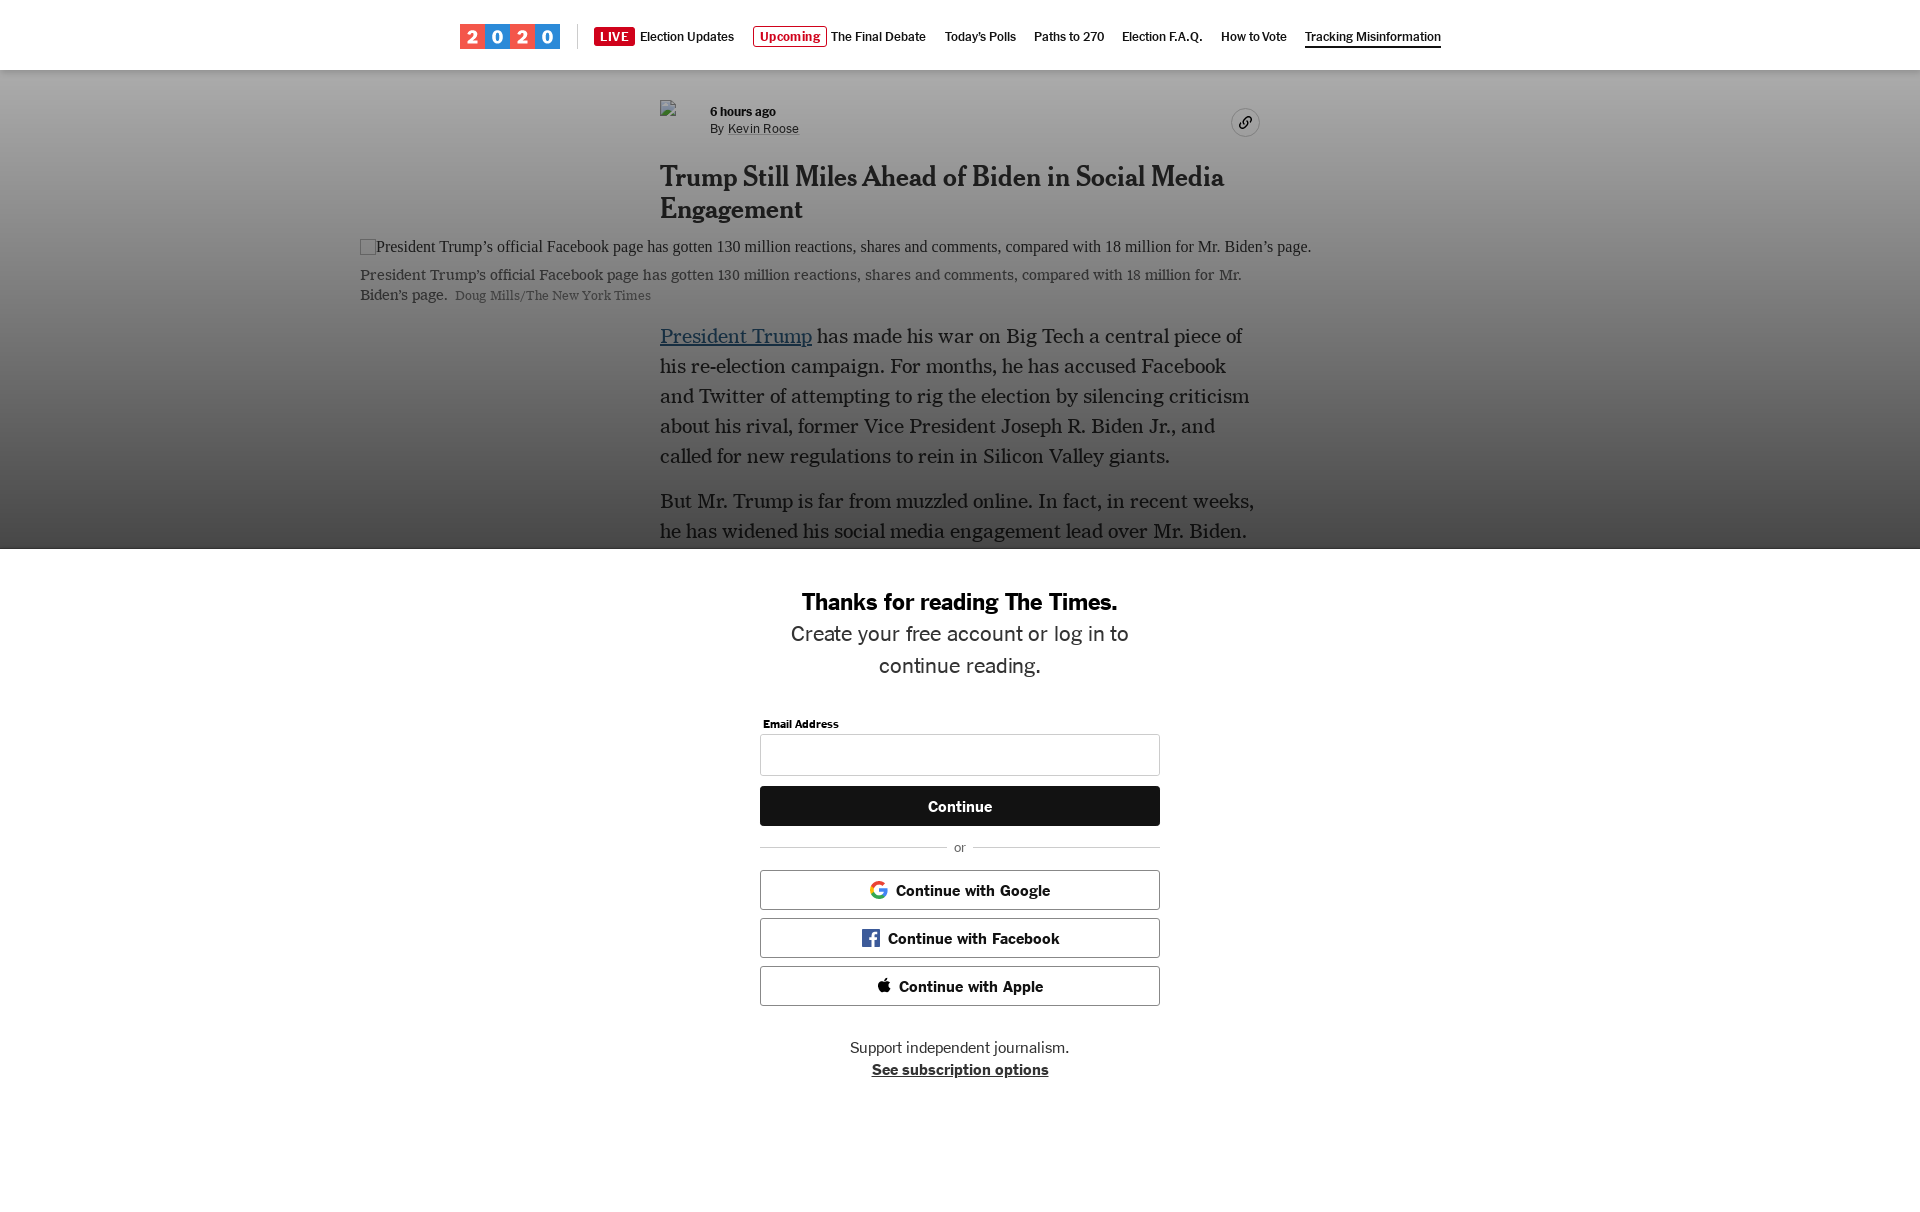 2020 LIVE Election Updates Upcoming The Final Debate Today's Polls Paths to 270 Election F.A.Q. How to Vote Tracking Misinformation
6 hours ago
By Kevin Roose
Trump Still Miles Ahead of Biden in Social Media
Engagement
President Trump’s official Facebook page has gotten 130 million reactions, shares and comments, compared with 18 million for Mr. Biden’s page.
President Trump’s official Facebook page has gotten 130 million reactions, shares and comments, compared with 18 million for Mr.
Biden’s page. Doug Mills/The New York Times
President Trump has made his war on Big Tech a central piece of
his re-election campaign. For months, he has accused Facebook
and Twitter of attempting to rig the election by silencing criticism
about his rival, former Vice President Joseph R. Biden Jr., and
called for new regulations to rein in Silicon Valley giants.
But Mr. Trump is far from muzzled online. In fact, in recent weeks,
he has widened his social media engagement lead over Mr. Biden.
Thanks for reading The Times.
Create your free account or log in to
continue reading.
Email Address
Continue
or
Continue with Google
Continue with Facebook
Continue with Apple
Support independent journalism.
See subscription options